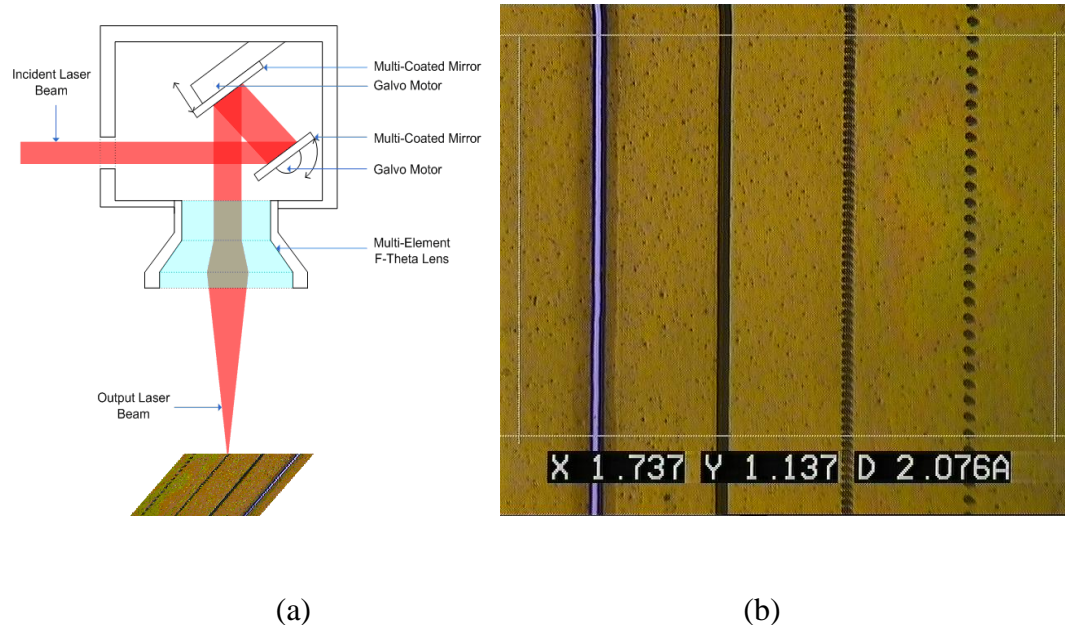 Incident Laser
Beam
Multi-Coated Mirror
Galvo Motor
Multi-Coated Mirror
Galvo Motor
Multi-Element
F-Theta Lens
Output Laser
Beam
X 1.737 Y 1.137 D 2.076A
(a)
(b)